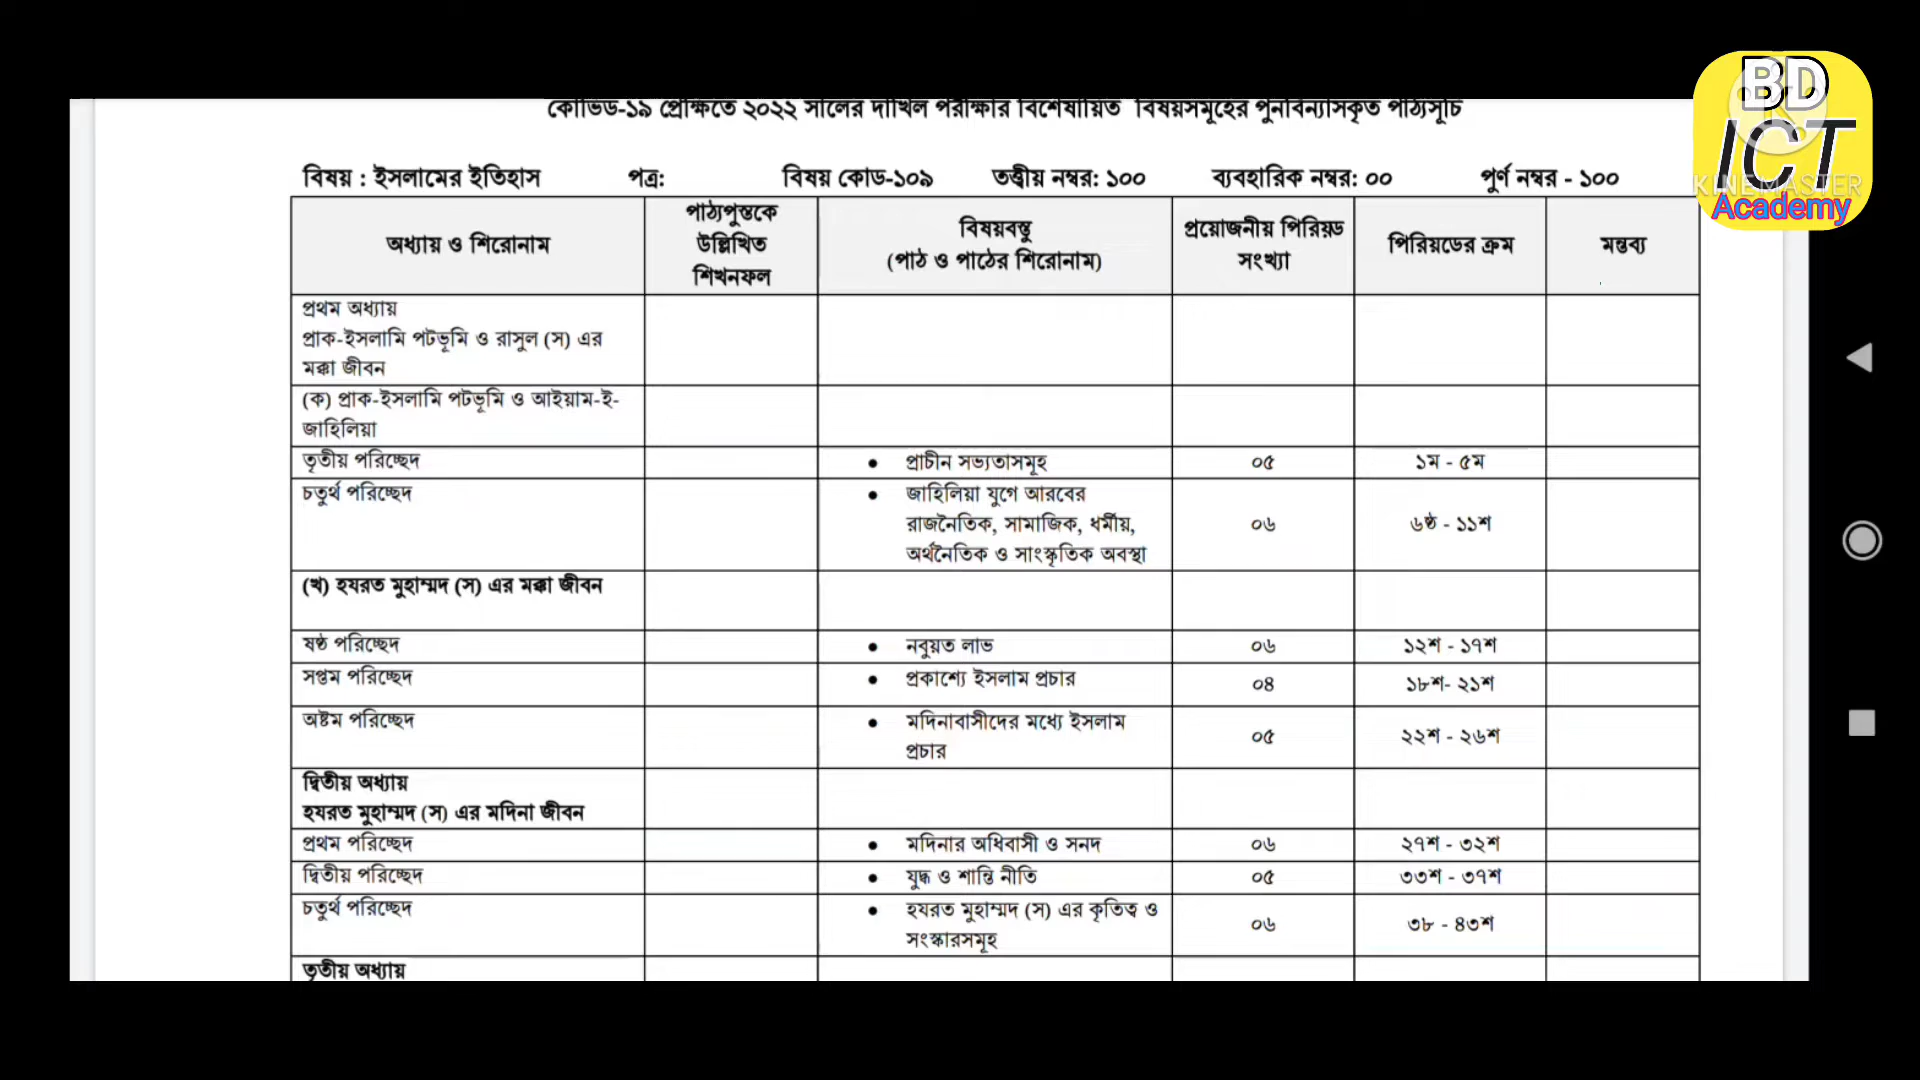 কোভিড-১৯ প্রেক্ষিতে ২০২২ সালের দাখিল পরীক্ষার বিশেষায়িত বিষয়সমূহের পুনর্বিন্যাসকৃত পাঠ্যসূচি
বিষয় : ইসলামের ইতিহাস পত্র: বিষয় কোড-১০৯ তত্ত্বীয় নম্বর: ১০০ ব্যবহারিক নম্বর: ০০ পূর্ণ নম্বর - ১০০
অধ্যায় ও শিরোনাম
পাঠ্যপুস্তকে
উল্লিখিত
শিখনফল
বিষয়বস্তু
(পাঠ ও পাঠের শিরোনাম)
প্রয়োজনীয় পিরিয়ড
সংখ্যা
পিরিয়ডের ক্রম
মন্তব্য
প্রথম অধ্যায়
প্রাক-ইসলামি পটভূমি ও রাসুল (স) এর
মক্কা জীবন
(ক) প্রাক-ইসলামি পটভূমি ও আইয়াম-ই-
জাহিলিয়া
তৃতীয় পরিচ্ছেদ • প্রাচীন সভ্যতাসমূহ ০৫ ১ম - ৫ম
চতুর্থ পরিচ্ছেদ • জাহিলিয়া যুগে আরবের
রাজনৈতিক, সামাজিক, ধর্মীয়, ০৬ ৬ষ্ঠ - ১১শ
অর্থনৈতিক ও সাংস্কৃতিক অবস্থা
(খ) হযরত মুহাম্মদ (স) এর মক্কা জীবন
ষষ্ঠ পরিচ্ছেদ • নবুয়ত লাভ ০৬ ১২শ - ১৭শ
সপ্তম পরিচ্ছেদ • প্রকাশ্যে ইসলাম প্রচার ০৪ ১৮শ- ২১শ
অষ্টম পরিচ্ছেদ • মদিনাবাসীদের মধ্যে ইসলাম
প্রচার ০৫ ২২শ - ২৬শ
দ্বিতীয় অধ্যায়
হযরত মুহাম্মদ (স) এর মদিনা জীবন
প্রথম পরিচ্ছেদ • মদিনার অধিবাসী ও সনদ ০৬ ২৭শ - ৩২শ
দ্বিতীয় পরিচ্ছেদ • যুদ্ধ ও শান্তি নীতি ০৫ ৩৩শ - ৩৭শ
চতুর্থ পরিচ্ছেদ • হযরত মুহাম্মদ (স) এর কৃতিত্ব ও
সংস্কারসমূহ ০৬ ৩৮ - ৪৩শ
তৃতীয় অধ্যায়
BD
ICT
KINEMASTER
Academy